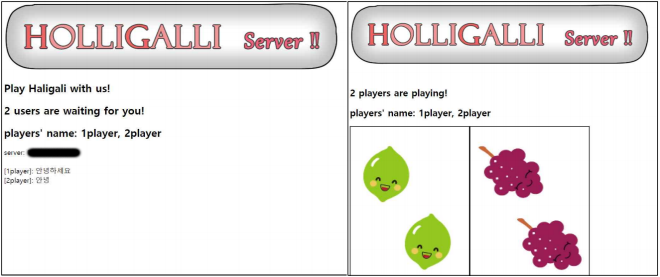 HOLLIGALLI Server !!
Play Haligali with us!
2 users are waiting for you!
players' name: 1player, 2player
server:
[1player]: 안녕하세요
[2player]: 안녕
HOLLIGALLI Server !!
2 players are playing!
players' name: 1player, 2player